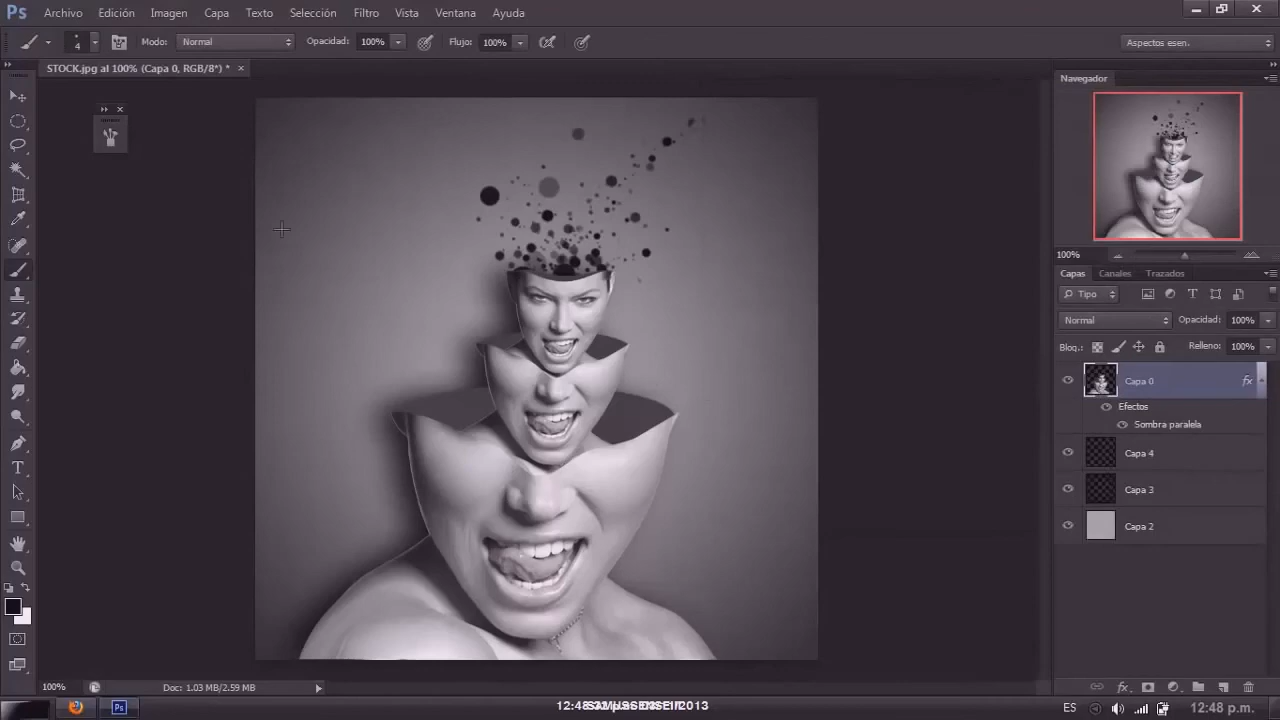 Ps Archivo Edición Imagen Capa Texto Selección Filtro Vista Ventana Ayuda
4 Modo: Normal Opacidad: 100% Flujo: 100% Aspectos esen.
STOCK.jpg al 100% (Capa 0, RGB/8*) * ×
Navegador
100%
Capas Canales Trazados
Tipo
Normal Opacidad: 100%
Bloq.: Relleno: 100%
Capa 0 fx
Efectos
Sombra paralela
Capa 4
Capa 3
Capa 2
100% Doc: 1.03 MB/2.59 MB
Ps ES 12:48 p.m.